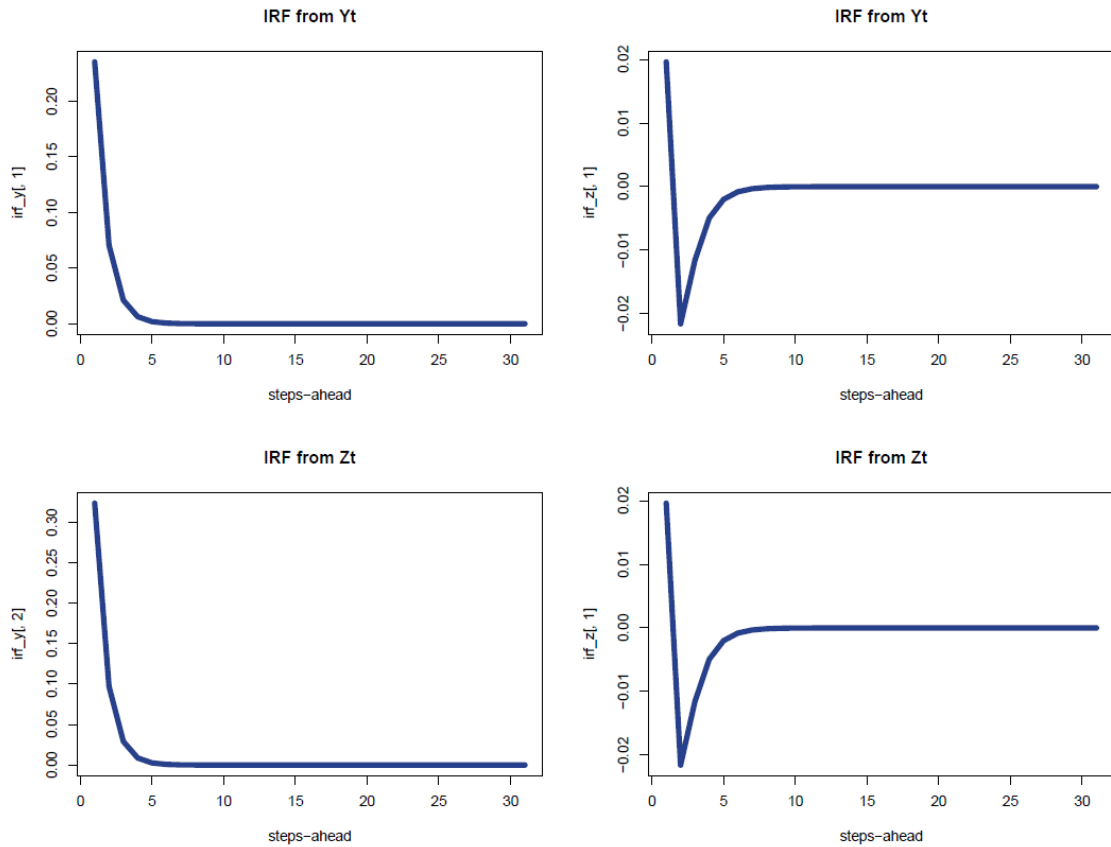 IRF from Yt
irf_y[, 1]
0.20
0.15
0.10
0.05
0.00
0 5 10 15 20 25 30
steps−ahead
IRF from Yt
irf_z[, 1]
0.02
0.01
0.00
−0.01
−0.02
0 5 10 15 20 25 30
steps−ahead
IRF from Zt
irf_y[, 2]
0.30
0.25
0.20
0.15
0.10
0.05
0.00
0 5 10 15 20 25 30
steps−ahead
IRF from Zt
irf_z[, 1]
0.02
0.01
0.00
−0.01
−0.02
0 5 10 15 20 25 30
steps−ahead